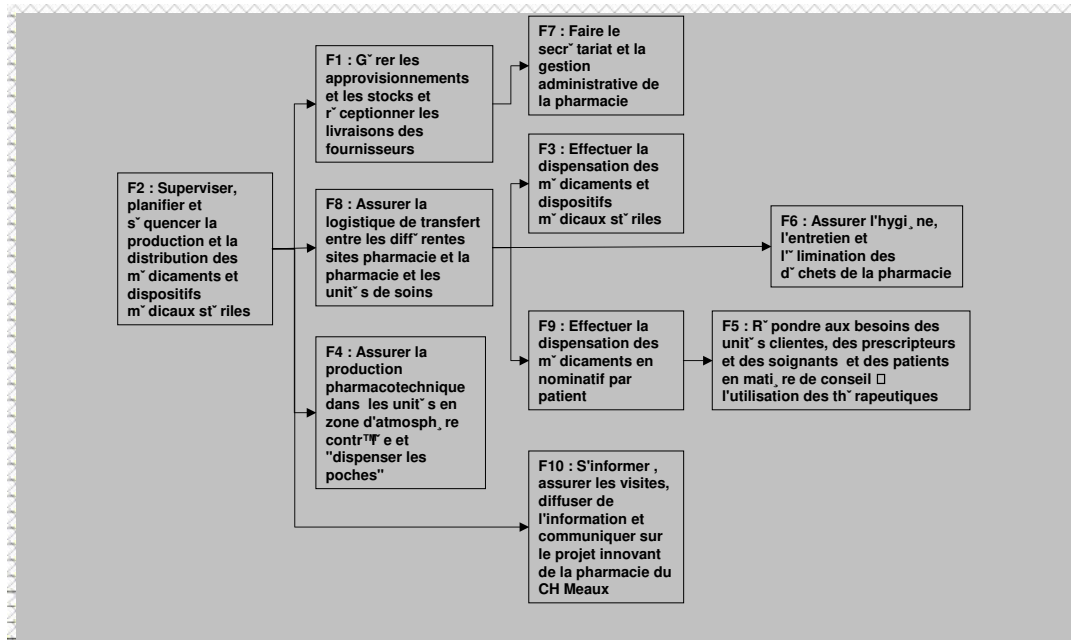 F7 : Faire le
secrˇ tariat et la
gestion
administrative de
la pharmacie
F1 : Gˇ rer les
approvisionnements
et les stocks et
rˇ ceptionner les
livraisons des
fournisseurs
F3 : Effectuer la
dispensation des
mˇ dicaments et
dispositifs
mˇ dicaux stˇ riles
F2 : Superviser,
planifier et
sˇ quencer la
production et la
distribution des
mˇ dicaments et
dispositifs
mˇ dicaux stˇ riles
F8 : Assurer la
logistique de transfert
entre les diffˇ rentes
sites pharmacie et la
pharmacie et les
unitˇ s de soins
F6 : Assurer l'hygi¸ ne,
l'entretien et
l'ˇ limination des
dˇ chets de la pharmacie
F9 : Effectuer la
dispensation des
mˇ dicaments en
nominatif par
patient
F5 : Rˇ pondre aux besoins des
unitˇ s clientes, des prescripteurs
et des soignants et des patients
en mati¸ re de conseil □
l'utilisation des thˇ rapeutiques
F4 : Assurer la
production
pharmacotechnique
dans les unitˇ s en
zone d'atmosph¸ re
et
"dispenser les
poches"
F10 : S'informer ,
assurer les visites,
diffuser de
l'information et
communiquer sur
le projet innovant
de la pharmacie du
CH Meaux